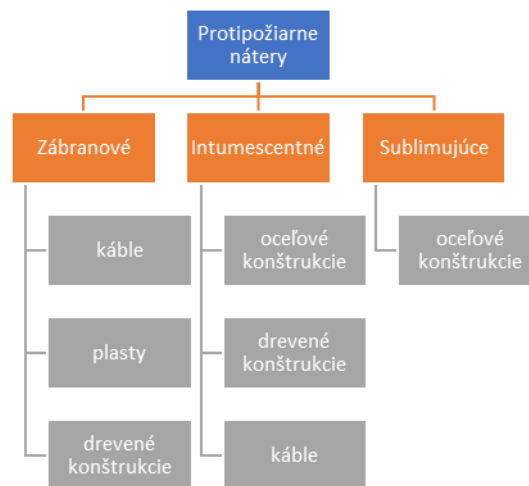 Protipožiarne
nátery
Zábranové
Intumescentné
Sublimujúce
káble
oceľové
konštrukcie
oceľové
konštrukcie
plasty
drevené
konštrukcie
drevené
konštrukcie
káble